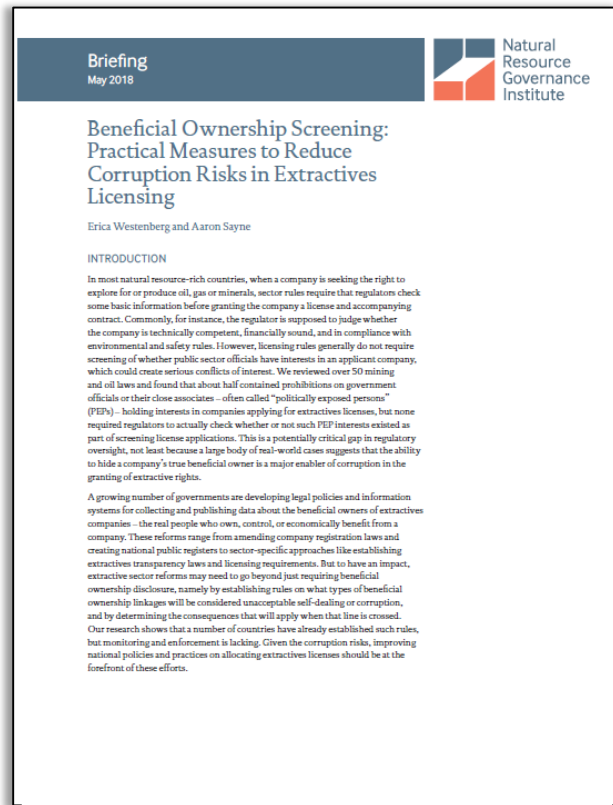 Briefing
May 2018
Natural
Resource
Governance
Institute
Beneficial Ownership Screening:
Practical Measures to Reduce
Corruption Risks in Extractives
Licensing
Erica Westenberg and Aaron Sayne
INTRODUCTION
In most natural resource-rich countries, when a company is seeking the right to
explore for or produce oil, gas or minerals, sector rules require that regulators check
some basic information before granting the company a license and accompanying
contract. Commonly, for instance, the regulator is supposed to judge whether
the company is technically competent, financially sound, and in compliance with
environmental and safety rules. However, licensing rules generally do not require
screening of whether public sector officials have interests in an applicant company,
which could create serious conflicts of interest. We reviewed over 50 mining
and oil laws and found that about half contained prohibitions on government
officials or their close associates – often called “politically exposed persons”
(PEPs) – holding interests in companies applying for extractives licenses, but none
required regulators to actually check whether or not such PEP interests existed as
part of screening license applications. This is a potentially critical gap in regulatory
oversight, not least because a large body of real-world cases suggests that the ability
to hide a company’s true beneficial owner is a major enabler of corruption in the
granting of extractive rights.
A growing number of governments are developing legal policies and information
systems for collecting and publishing data about the beneficial owners of extractives
companies – the real people who own, control, or economically benefit from a
company. These reforms range from amending company registration laws and
creating national public registers to sector-specific approaches like establishing
extractives transparency laws and licensing requirements. But to have an impact,
extractive sector reforms may need to go beyond just requiring beneficial
ownership disclosure, namely by establishing rules on what types of beneficial
ownership linkages will be considered unacceptable self-dealing or corruption,
and by determining the consequences that will apply when that line is crossed.
Our research shows that a number of countries have already established such rules,
but monitoring and enforcement is lacking. Given the corruption risks, improving
national policies and practices on allocating extractives licenses should be at the
forefront of these efforts.